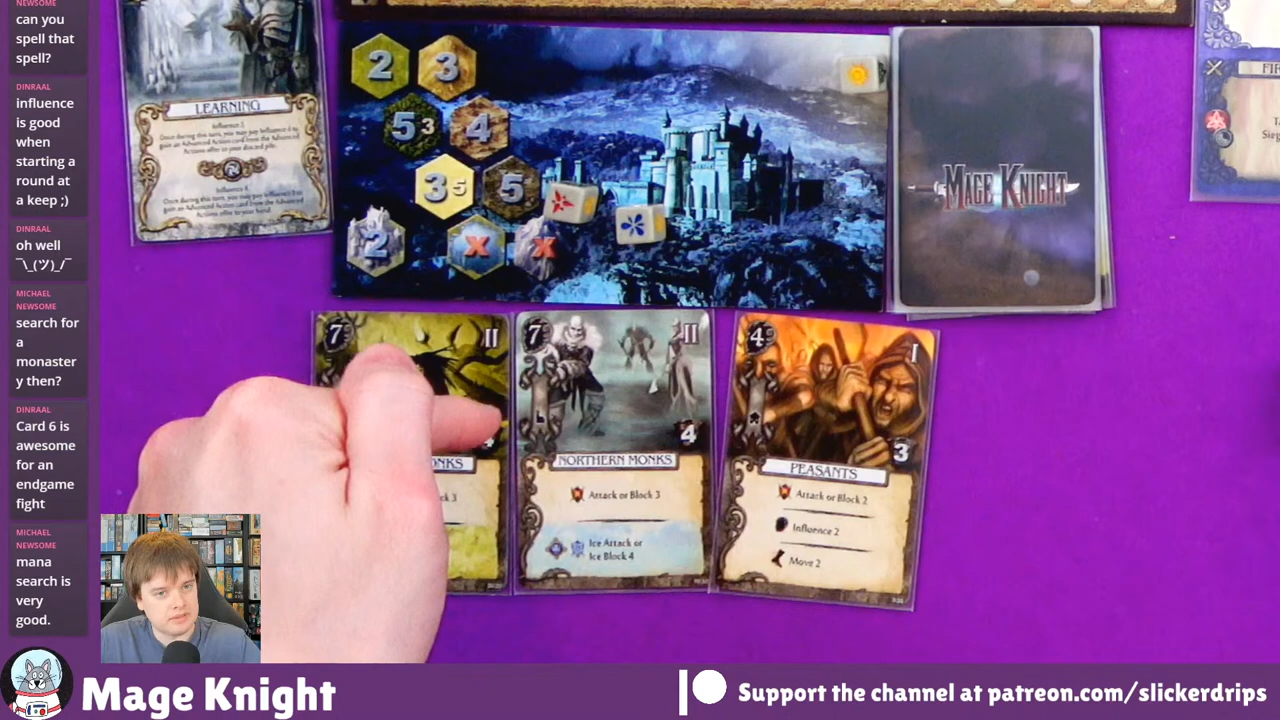 NEWSOME
can you
spell that
spell?
DINRAAL
influence
is good
when
starting a
round at
a keep ;)
DINRAAL
oh well
¯\_(ツ)_/¯
MICHAEL
NEWSOME
search for
a
monaster
y then?
DINRAAL
Card 6 is
awesome
for an
endgame
fight
MICHAEL
NEWSOME
mana
search is
very
good.
LEARNING
2
3
5 3
4
3 5
5
2
X
X
MAGE KNIGHT
FIR
7
II
NKS
ck 3
7
II
4
NORTHERN MONKS
Attack or Block 3
Ice Attack or
Ice Block 4
4
I
3
PEASANTS
Attack or Block 2
Influence 2
Move 2
Mage Knight
Support the channel at patreon.com/slickerdrips